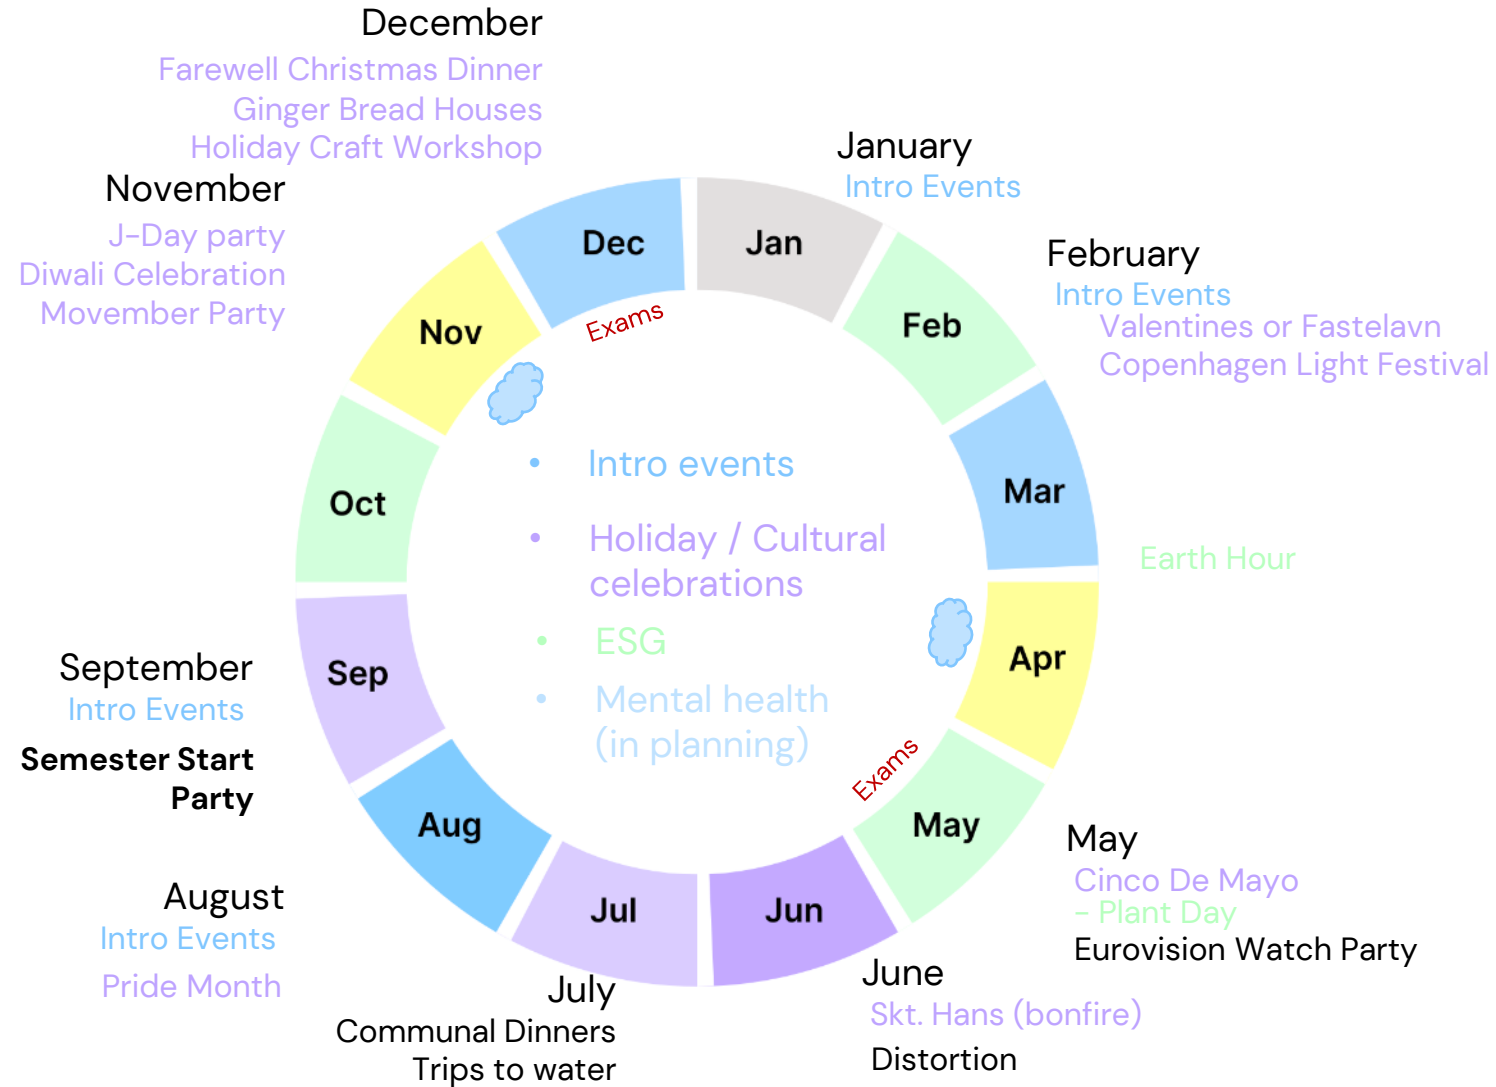 December
Farewell Christmas Dinner
Ginger Bread Houses
Holiday Craft Workshop
January
Intro Events
November
J-Day party
Diwali Celebration
Movember Party
February
Intro Events
Valentines or Fastelavn
Copenhagen Light Festival
Dec
Jan
Nov
Feb
Exams
Oct
Mar
• Intro events
• Holiday / Cultural
celebrations
• ESG
• Mental health
(in planning)
Earth Hour
Sep
Apr
September
Intro Events
Semester Start
Party
Exams
Aug
May
Jul
Jun
May
Cinco De Mayo
- Plant Day
Eurovision Watch Party
August
Intro Events
Pride Month
July
Communal Dinners
Trips to water
June
Skt. Hans (bonfire)
Distortion